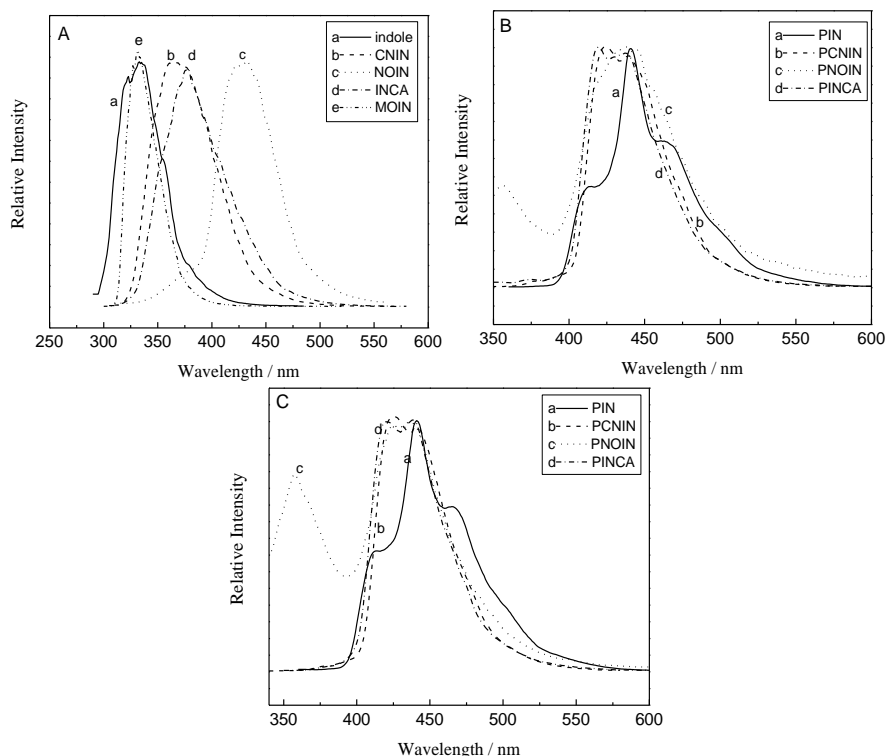 A
a indole
b CNIN
c NOIN
d INCA
e MOIN
e
b
d
c
a
Relative Intensity
250 300 350 400 450 500 550 600
Wavelength / nm
B
a PIN
b PCNIN
c PNOIN
d PINCA
a
c
d
b
Relative Intensity
350 400 450 500 550 600
Wavelength / nm
C
a PIN
b PCNIN
c PNOIN
d PINCA
d
a
c
b
Relative Intensity
350 400 450 500 550 600
Wavelength / nm